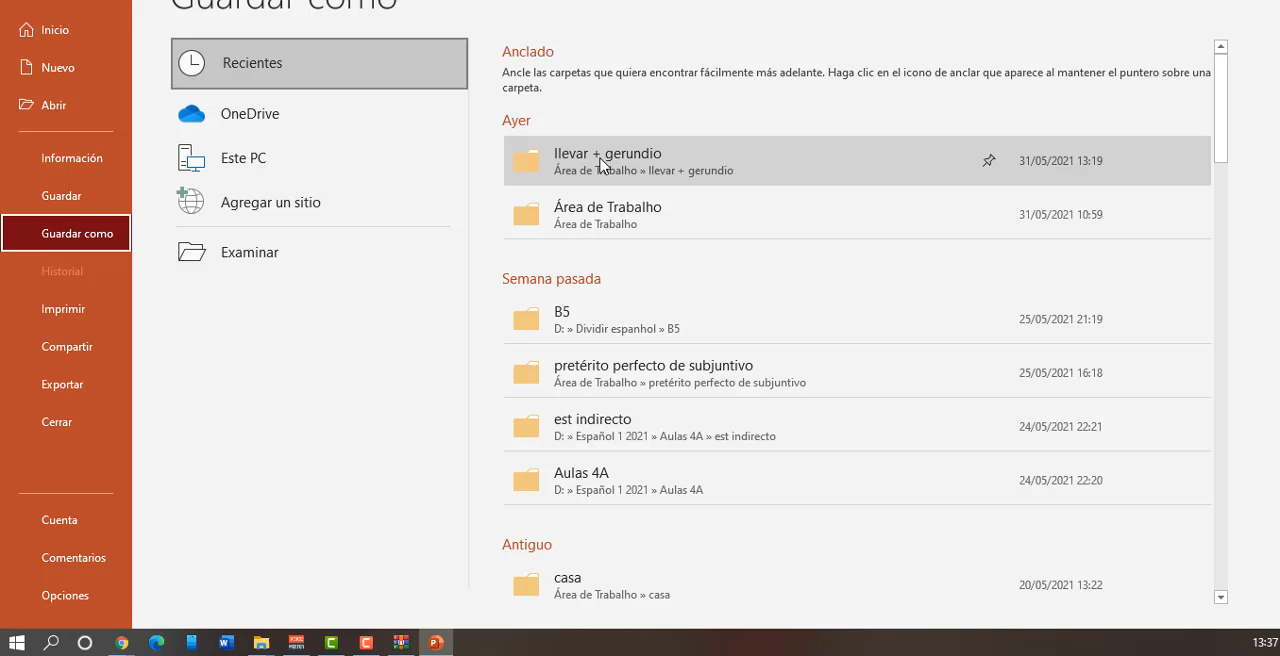 Guardar como
Inicio
Nuevo
Abrir
Información
Guardar
Guardar como
Historial
Imprimir
Compartir
Exportar
Cerrar
Cuenta
Comentarios
Opciones
Recientes
OneDrive
Este PC
Agregar un sitio
Examinar
Anclado
Ancle las carpetas que quiera encontrar fácilmente más adelante. Haga clic en el icono de anclar que aparece al mantener el puntero sobre una
carpeta.
Ayer
llevar + gerundio
31/05/2021 13:19
Área de Trabalho » llevar + gerundio
Área de Trabalho
31/05/2021 10:59
Área de Trabalho
Semana pasada
B5
25/05/2021 21:19
D: » Dividir espanhol » B5
pretérito perfecto de subjuntivo
25/05/2021 16:18
Área de Trabalho » pretérito perfecto de subjuntivo
est indirecto
24/05/2021 22:21
D: » Español 1 2021 » Aulas 4A » est indirecto
Aulas 4A
24/05/2021 22:20
D: » Español 1 2021 » Aulas 4A
Antiguo
casa
20/05/2021 13:22
Área de Trabalho » casa
13:37